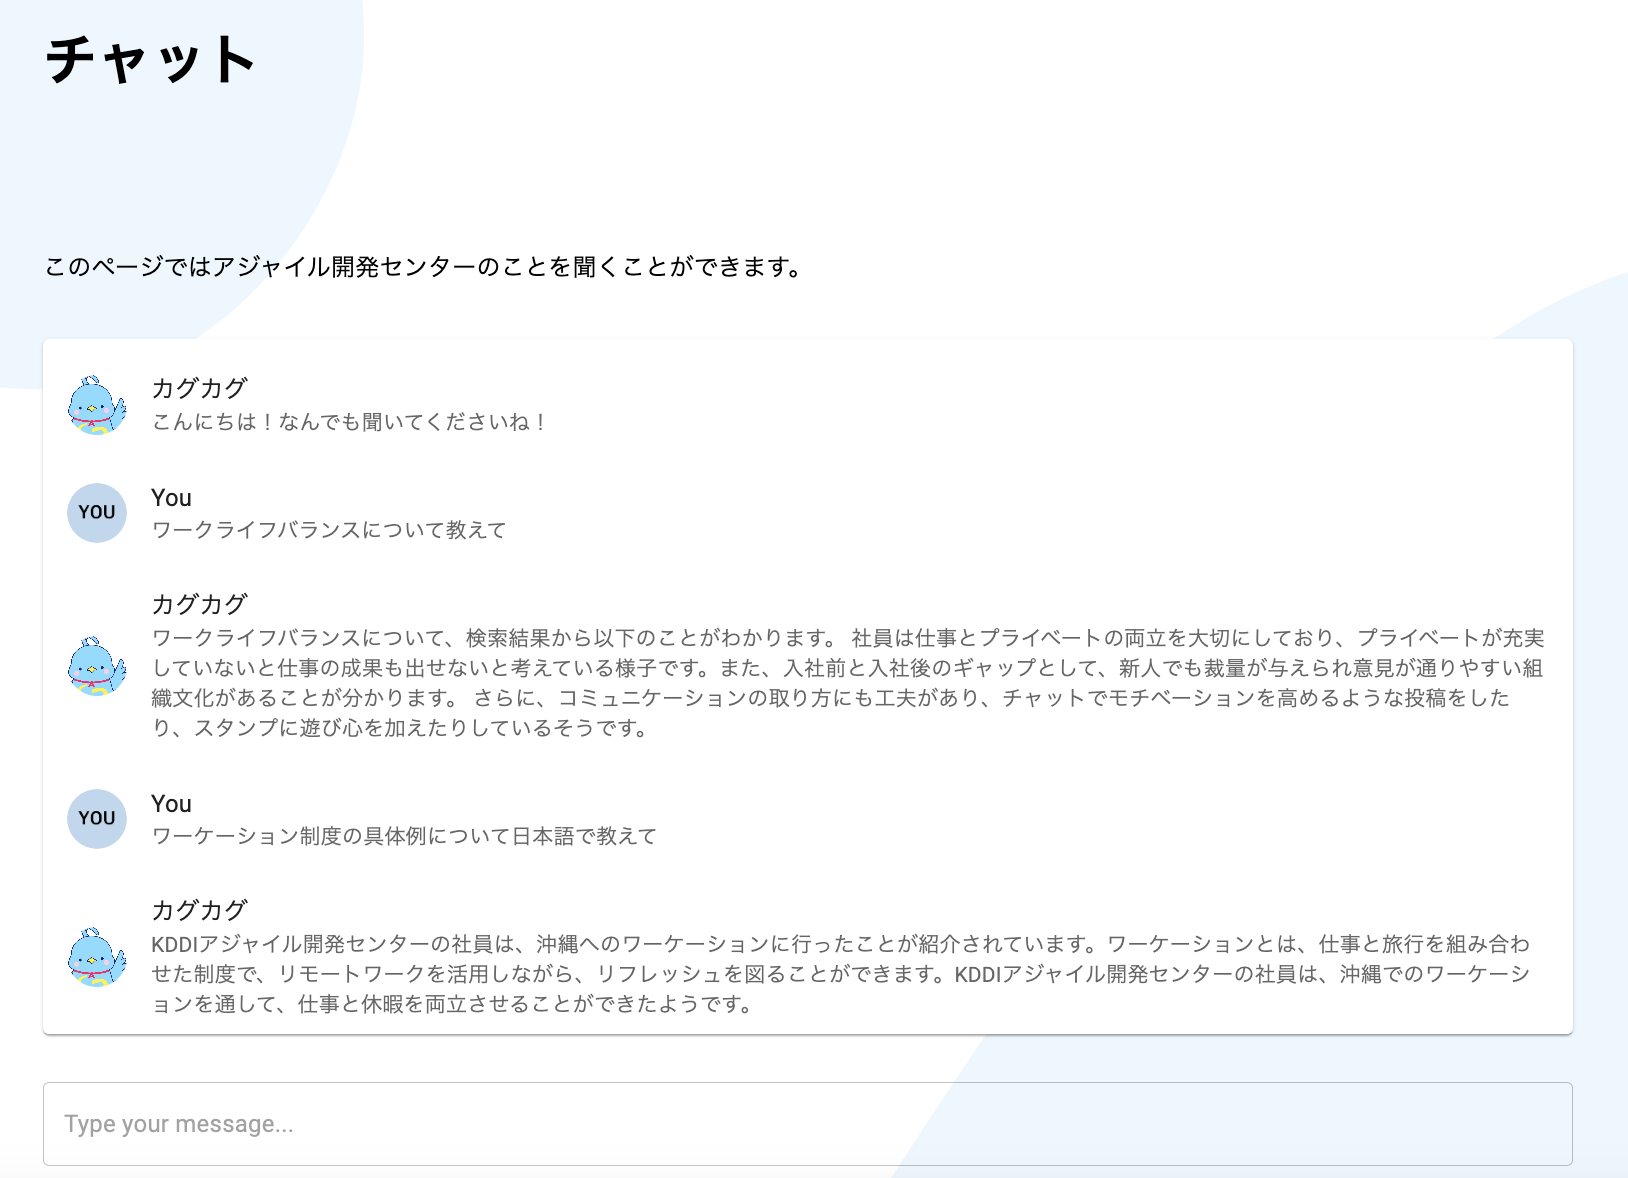 チャット
このページではアジャイル開発センターのことを聞くことができます。
カグカグ
こんにちは！なんでも聞いてくださいね！
YOU
You
ワークライフバランスについて教えて
カグカグ
ワークライフバランスについて、検索結果から以下のことがわかります。 社員は仕事とプライベートの両立を大切にしており、プライベートが充実
していないと仕事の成果も出せないと考えている様子です。また、入社前と入社後のギャップとして、新人でも裁量が与えられ意見が通りやすい組
織文化があることが分かります。 さらに、コミュニケーションの取り方にも工夫があり、チャットでモチベーションを高めるような投稿をした
り、スタンプに遊び心を加えたりしているそうです。
YOU
You
ワーケーション制度の具体例について日本語で教えて
カグカグ
KDDIアジャイル開発センターの社員は、沖縄へのワーケーションに行ったことが紹介されています。ワーケーションとは、仕事と旅行を組み合わ
せた制度で、リモートワークを活用しながら、リフレッシュを図ることができます。KDDIアジャイル開発センターの社員は、沖縄でのワーケーシ
ョンを通して、仕事と休暇を両立させることができたようです。
Type your message...